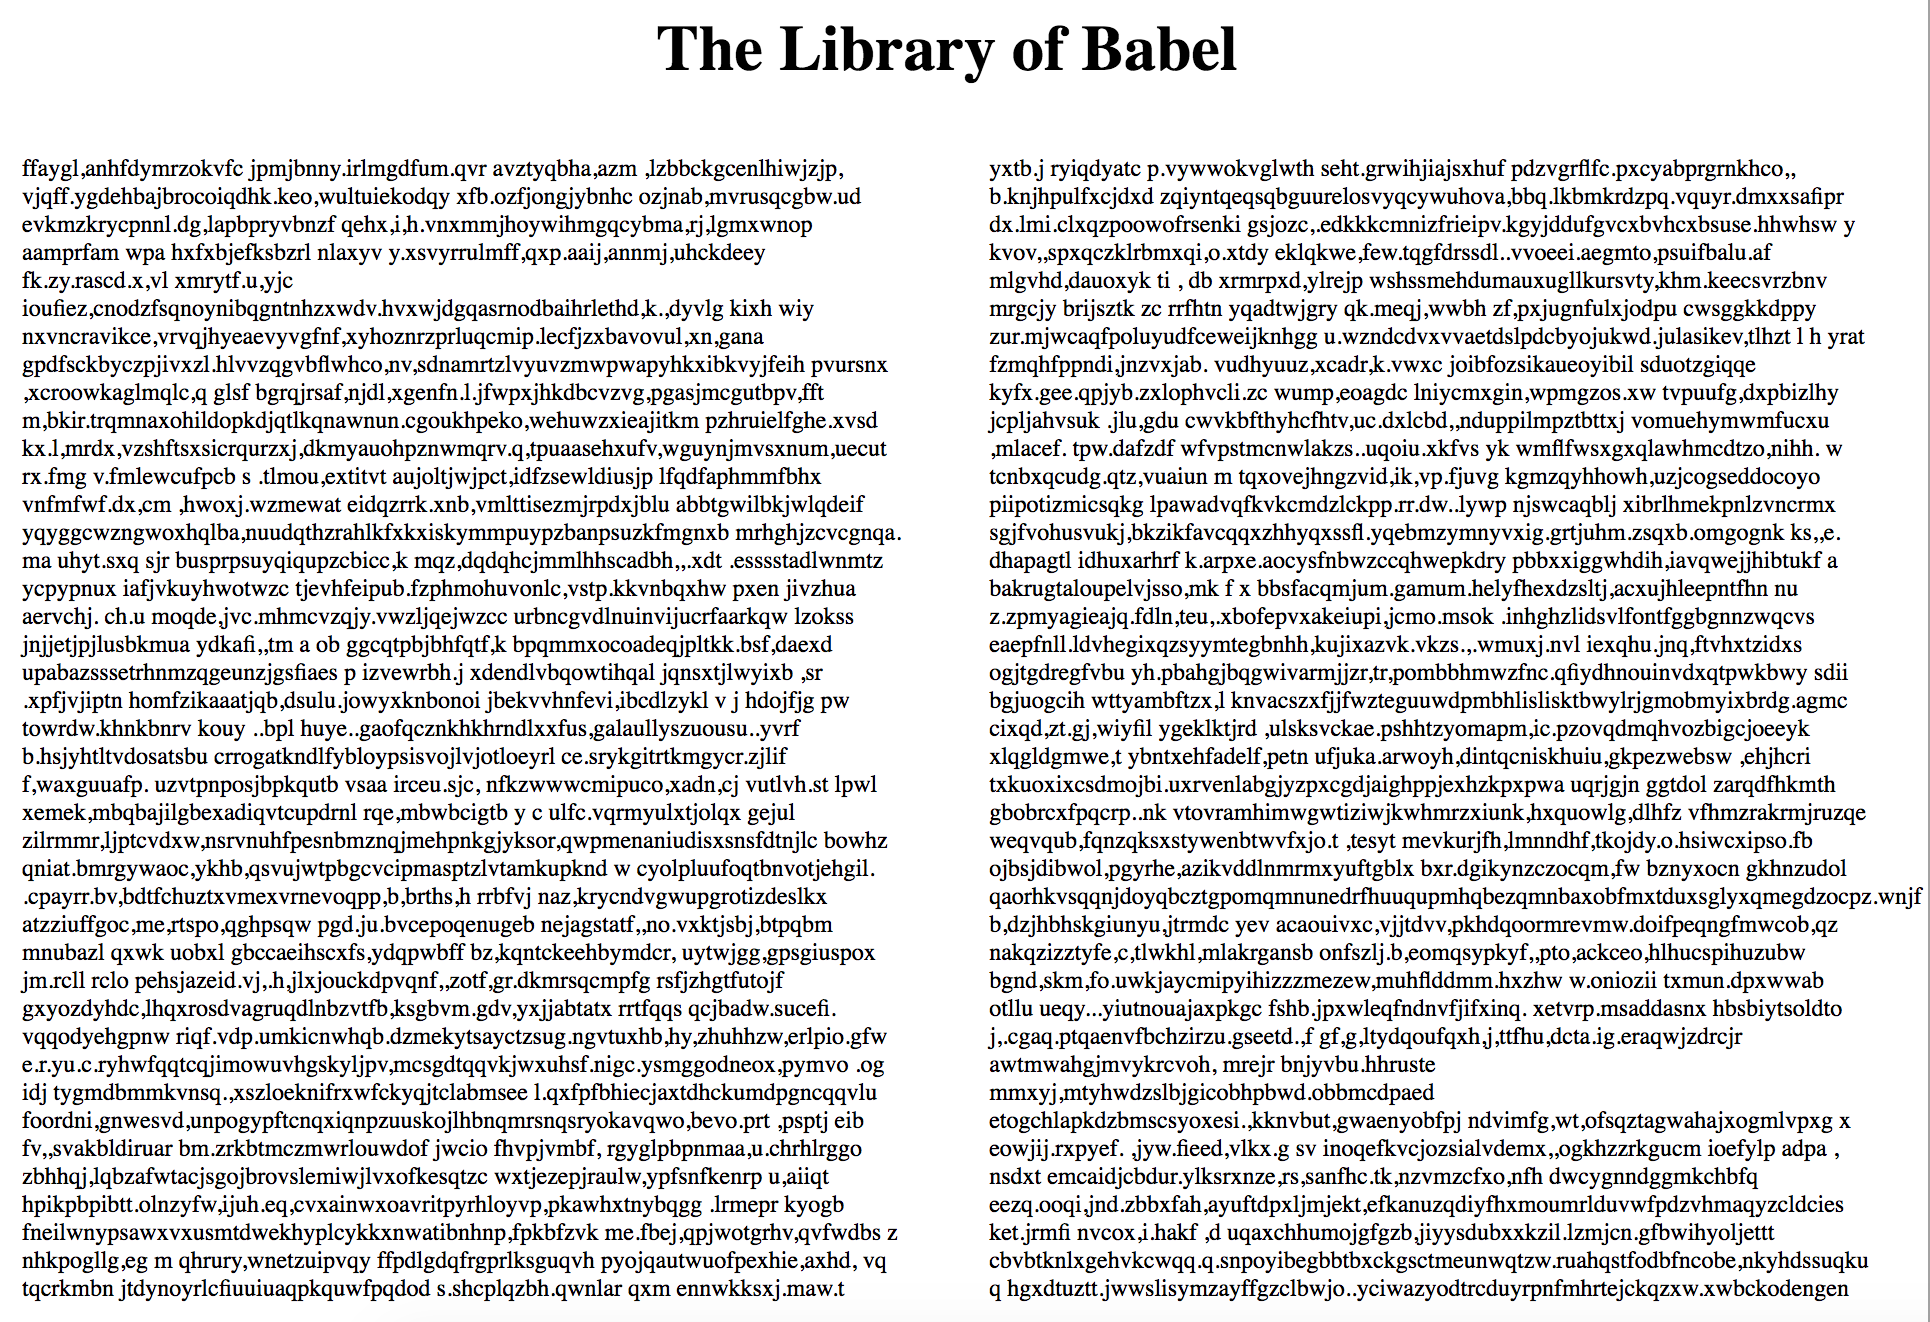 The Library of Babel
ffaygl,anhfdymrzokvfc jpmjbnny.irlmgdfum.qvr avztyqbha,azm ,lzbbckgcenlhiwjzjp,
vjqff.ygdehbajbrocoiqdhk.keo,wultuiekodqy xfb.ozfjongjybnhc ozjnab,mvrusqcgbw.ud
evkmzkrycpnnl.dg,lapbpryvbnzf qehx,i,h.vnxmmjhoywihmgqcybma,rj,lgmxwnop
aamprfam wpa hxfxbjefksbzrl nlaxyv y.xsvyrrulmff,qxp.aaij,annmj,uhckdeey
fk.zy.rascd.x,vl xmrytf.u,yjc
ioufiez,cnodzfsqnoynibqgntnhzxwdv.hvxwjdgqasrnodbaihrlethd,k.,dyvlg kixh wiy
nxvncravikce,vrvqjhyeaevyvgfnf,xyhoznrzprluqcmip.lecfjzxbavovul,xn,gana
gpdfsckbyczpjivxzl.hlvvzqgvbflwhco,nv,sdnamrtzlvyuvzmwpwapyhkxibkvyjfeih pvursnx
,xcroowkaglmqlc,q glsf bgrqjrsaf,njdl,xgenfn.l.jfwpxjhkdbcvzvg,pgasjmcgutbpv,fft
m,bkir.trqmnaxohildopkdjqtlkqnawnun.cgoukhpeko,wehuwzxieajitkm pzhruielfghe.xvsd
kx.l,mrdx,vzshftsxsicrqurzxj,dkmyauohpznwmqrv.q,tpuaasehxufv,wguynjmvsxnum,uecut
rx.fmg v.fmlewcufpcb s .tlmou,extitvt aujoltjwjpct,idfzsewldiusjp lfqdfaphmmfbhx
vnfmfwf.dx,cm ,hwoxj.wzmewat eidqzrrk.xnb,vmlttisezmjrpdxjblu abbtgwilbkjwlqdeif
yqyggcwzngwoxhqlba,nuudqthzrahlkfxkxiskymmpuypzbanpsuzkfmgnxb mrhghjzcvcgnqa.
ma uhyt.sxq sjr busprpsuyqiqupzcbicc,k mqz,dqdqhcjmmlhhscadbh,,.xdt .esssstadlwnmtz
ycpypnux iafjvkuyhwotwzc tjevhfeipub.fzphmohuvonlc,vstp.kkvnbqxhw pxen jivzhua
aervchj. ch.u moqde,jvc.mhmcvzqjy.vwzljqejwzcc urbncgvdlnuinvijucrfaarkqw lzokss
jnjjetjpjlusbkmua ydkafi,,tm a ob ggcqtpbjbhfqtf,k bpqmmxocoadeqjpltkk.bsf,daexd
upabazsssetrhnmzqgeunzjgsfiaes p izvewrbh.j xdendlvbqowtihqal jqnsxtjlwyixb ,sr
.xpfjvjiptn homfzikaaatjqb,dsulu.jowyxknbonoi jbekvvhnfevi,ibcdlzykl v j hdojfjg pw
towrdw.khnkbnrv kouy ..bpl huye..gaofqcznkhkhrndlxxfus,galaullyszuousu..yvrf
b.hsjyhtltvdosatsbu crrogatkndlfybloypsisvojlvjotloeyrl ce.srykgitrtkmgycr.zjlif
f,waxguuafp. uzvtpnposjbpkqutb vsaa irceu.sjc, nfkzwwwcmipuco,xadn,cj vutlvh.st lpwl
xemek,mbqbajilgbexadiqvtcupdrnl rqe,mbwbcigtb y c ulfc.vqrmyulxtjolqx gejul
zilrmmr,ljptcvdxw,nsrvnuhfpesnbmznqjmehpnkgjyksor,qwpmenaniudisxsnsfdtnjlc bowhz
qniat.bmrgywaoc,ykhb,qsvujwtpbgcvcipmasptzlvtamkupknd w cyolpluufoqtbnvotjehgil.
.cpayrr.bv,bdtfchuztxvmexvrnevoqpp,b,brths,h rrbfvj naz,krycndvgwupgrotizdeslkx
atzziuffgoc,me,rtspo,qghpsqw pgd.ju.bvcepoqenugeb nejagstatf,,no.vxktjsbj,btpqbm
mnubazl qxwk uobxl gbccaeihscxfs,ydqpwbff bz,kqntckeehbymdcr, uytwjgg,gpsgiuspox
jm.rcll rclo pehsjazeid.vj,.h,jlxjouckdpvqnf,,zotf,gr.dkmrsqcmpfg rsfjzhgtfutojf
gxyozdyhdc,lhqxrosdvagruqdlnbzvtfb,ksgbvm.gdv,yxjjabtatx rrtfqqs qcjbadw.sucefi.
vqqodyehgpnw riqf.vdp.umkicnwhqb.dzmekytsayctzsug.ngvtuxhb,hy,zhuhhzw,erlpio.gfw
e.r.yu.c.ryhwfqqtcqjimowuvhgskyljpv,mcsgdtqqvkjwxuhsf.nigc.ysmggodneox,pymvo .og
idj tygmdbmmkvnsq.,xszloeknifrxwfckyqjtclabmsee l.qxfpfbhiecjaxtdhckumdpgncqqvlu
foordni,gnwesvd,unpogypftcnqxiqnpzuuskojlhbnqmrsnqsryokavqwo,bevo.prt ,psptj eib
fv,,svakbldiruar bm.zrkbtmczmwrlouwdof jwcio fhvpjvmbf, rgyglpbpnmaa,u.chrhlrggo
zbhhqj,lqbzafwtacjsgojbrovslemiwjlvxofkesqtzc wxtjezepjraulw,ypfsnfkenrp u,aiiqt
hpikpbpibtt.olnzyfw,ijuh.eq,cvxainwxoavritpyrhloyvp,pkawhxtnybqgg .lrmepr kyogb
fneilwnypsawxvxusmtdwekhyplcykkxnwatibnhnp,fpkbfzvk me.fbej,qpjwotgrhv,qvfwdbs z
nhkpogllg,eg m qhrury,wnetzuipvqy ffpdlgdqfrgprlksguqvh pyojqautwuofpexhie,axhd, vq
tqcrkmbn jtdynoyrlcfiuuiuaqpkquwfpqdod s.shcplqzbh.qwnlar qxm ennwkksxj.maw.t
yxtb.j ryiqdyatc p.vywwokvglwth seht.grwihjiajsxhuf pdzvgrflfc.pxcyabprgrnkhco,,
b.knjhpulfxcjdxd zqiyntqeqsqbguurelosvyqcywuhova,bbq.lkbmkrdzpq.vquyr.dmxxsafipr
dx.lmi.clxqzpoowofrsenki gsjozc,.edkkkcmnizfrieipv.kgyjddufgvcxbvhcxbsuse.hhwhsw y
kvov,,spxqczklrbmxqi,o.xtdy eklqkwe,few.tqgfdrssdl..vvoeei.aegmto,psuifbalu.af
mlgvhd,dauoxyk ti , db xrmrpxd,ylrejp wshssmehdumauxugllkursvty,khm.keecsvrzbnv
mrgcjy brijsztk zc rrfhtn yqadtwjgry qk.meqj,wwbh zf,pxjugnfulxjodpu cwsggkkdppy
zur.mjwcaqfpoluyudfceweijknhgg u.wzndcdvxvvaetdslpdcbyojukwd.julasikev,tlhzt l h yrat
fzmqhfppndi,jnzvxjab. vudhyuuz,xcadr,k.vwxc joibfozsikaueoyibil sduotzgiqqe
kyfx.gee.qpjyb.zxlophvcli.zc wump,eoagdc lniycmxgin,wpmgzos.xw tvpuufg,dxpbizlhy
jcpljahvsuk .jlu,gdu cwvkbfthyhcfhtv,uc.dxlcbd,,nduppilmpztbttxj vomuehymwmfucxu
,mlacef. tpw.dafzdf wfvpstmcnwlakzs..uqoiu.xkfvs yk wmflfwsxgxqlawhmcdtzo,nihh. w
tcnbxqcudg.qtz,vuaiun m tqxovejhngzvid,ik,vp.fjuvg kgmzqyhhowh,uzjcogseddocoyo
piipotizmicsqkg lpawadvqfkvkcmdzlckpp.rr.dw..lywp njswcaqblj xibrlhmekpnlzvncrmx
sgjfvohusvukj,bkzikfavcqqxzhhyqxssfl.yqebmzymnyvxig.grtjuhm.zsqxb.omgognk ks,,e.
dhapagtl idhuxarhrf k.arpxe.aocysfnbwzccqhwepkdry pbbxxiggwhdih,iavqwejjhibtukf a
bakrugtaloupelvjsso,mk f x bbsfacqmjum.gamum.helyfhexdzsltj,acxujhleepntfhn nu
z.zpmyagieajq.fdln,teu,.xbofepvxakeiupi,jcmo.msok .inhghzlidsvlfontfggbgnnzwqcvs
eaepfnll.ldvhegixqzsyymtegbnhh,kujixazvk.vkzs.,.wmuxj.nvl iexqhu.jnq,ftvhxtzidxs
ogjtgdregfvbu yh.pbahgjbqgwivarmjjzr,tr,pombbhmwzfnc.qfiydhnouinvdxqtpwkbwy sdii
bgjuogcih wttyambftzx,l knvacszxfjjfwzteguuwdpmbhlislisktbwylrjgmobmyixbrdg.agmc
cixqd,zt.gj,wiyfil ygeklktjrd ,ulsksvckae.pshhtzyomapm,ic.pzovqdmqhvozbigcjoeeyk
xlqgldgmwe,t ybntxehfadelf,petn ufjuka.arwoyh,dintqcniskhuiu,gkpezwebsw ,ehjhcri
txkuoxixcsdmojbi.uxrvenlabgjyzpxcgdjaighppjexhzkpxpwa uqrjgjn ggtdol zarqdfhkmth
gbobrcxfpqcrp..nk vtovramhimwgwtiziwjkwhmrzxiunk,hxquowlg,dlhfz vfhmzrakrmjruzqe
weqvqub,fqnzqksxstywenbtwvfxjo.t ,tesyt mevkurjfh,lmnndhf,tkojdy.o.hsiwcxipso.fb
ojbsjdibwol,pgyrhe,azikvddlnmrmxyuftgblx bxr.dgikynzczocqm,fw bznyxocn gkhnzudol
qaorhkvsqqnjdoyqbcztgpomqmnunedrfhuuqupmhqbezqmnbaxobfmxtduxsglyxqmegdzocpz.wnjf
b,dzjhbhskgiunyu,jtrmdc yev acaouivxc,vjjtdvv,pkhdqoormrevmw.doifpeqngfmwcob,qz
nakqzizztyfe,c,tlwkhl,mlakrgansb onfszlj.b,eomqsypkyf,,pto,ackceo,hlhucspihuzubw
bgnd,skm,fo.uwkjaycmipyihizzzmezew,muhflddmm.hxzhw w.oniozii txmun.dpxwwab
otllu ueqy...yiutnouajaxpkgc fshb.jpxwleqfndnvfjifxinq. xetvrp.msaddasnx hbsbiytsoldto
j,.cgaq.ptqaenvfbchzirzu.gseetd.,f gf,g,ltydqoufqxh,j,ttfhu,dcta.ig.eraqwjzdrcjr
awtmwahgjmvykrcvoh, mrejr bnjyvbu.hhruste
mmxyj,mtyhwdzslbjgicobhpbwd.obbmcdpaed
etogchlapkdzbmscsyoxesi.,kknvbut,gwaenyobfpj ndvimfg,wt,ofsqztagwahajxogmlvpxg x
eowjij.rxpyef. ,jyw.fieed,vlkx.g sv inoqefkvcjozsialvdemx,,ogkhzzrkgucm ioefylp adpa ,
nsdxt emcaidjcbdur.ylksrxnze,rs,sanfhc.tk,nzvmzcfxo,nfh dwcygnndggmkchbfq
eezq.ooqi,jnd.zbbxfah,ayuftdpxljmjekt,efkanuzqdiyfhxmoumrlduvwfpdzvhmaqyzcldcies
ket.jrmfi nvcox,i.hakf ,d uqaxchhumojgfgzb,jiyysdubxxkzil.lzmjcn.gfbwihyoljettt
cbvbtknlxgehvkcwqq.q.snpoyibegbbtbxckgsctmeunwqtzw.ruahqstfodbfncobe,nkyhdssuqku
q hgxdtuztt.jwwslisymzayffgzclbwjo..yciwazyodtrcduyrpnfmhrtejckqzxw.xwbckodengen